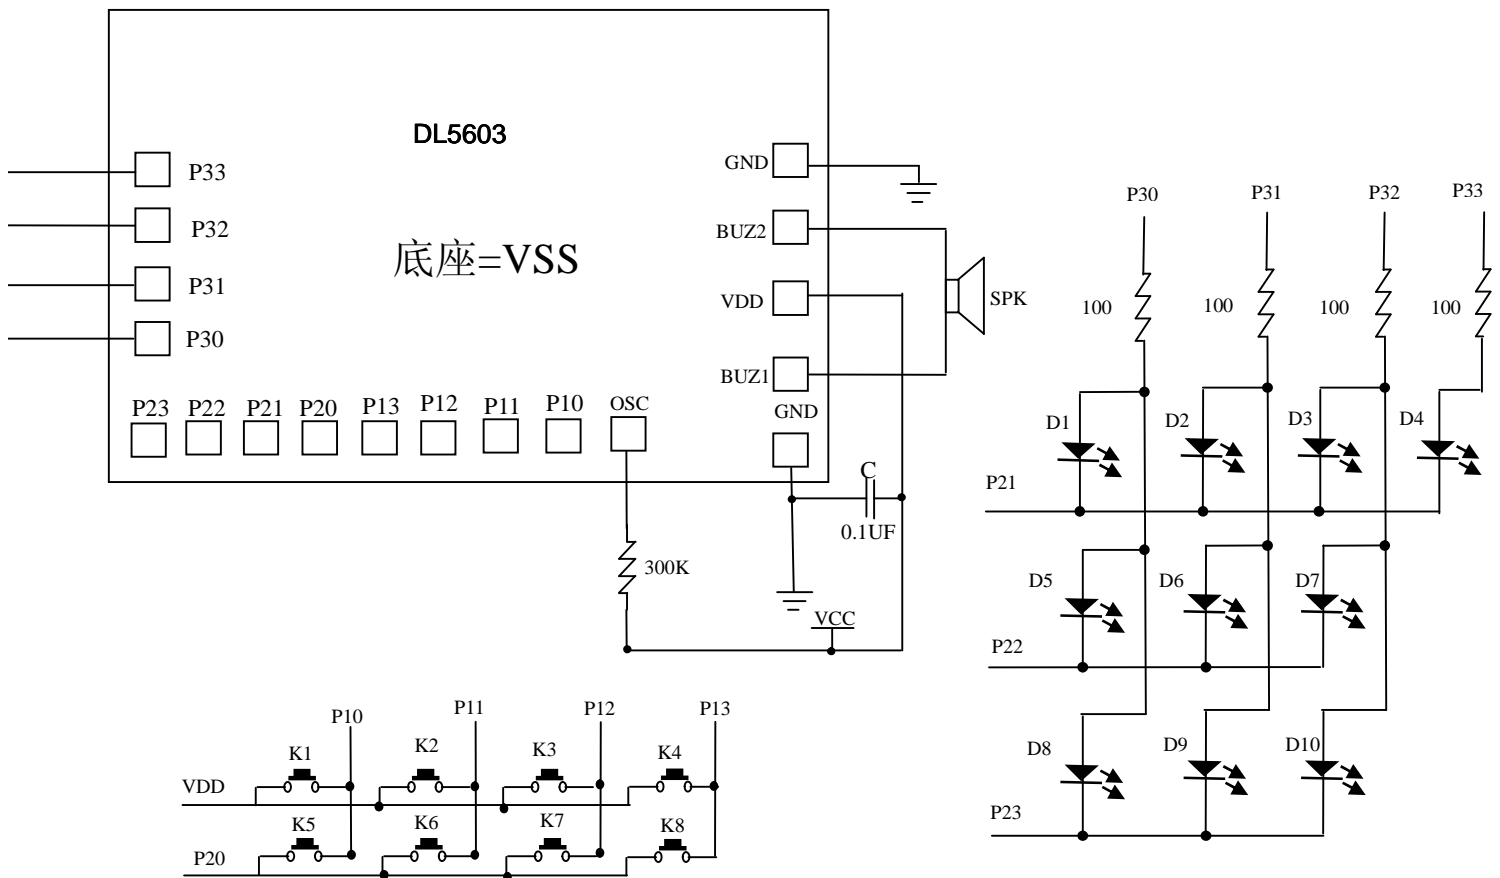 DL5603
底座=VSS
P33
P32
P31
P30
GND
BUZ2
VDD
BUZ1
GND
P23 P22 P21 P20 P13 P12 P11 P10 OSC
SPK
C
0.1UF
300K
VCC
P30 P31 P32 P33
100 100 100 100
D1 D2 D3 D4
P21
D5 D6 D7
P22
D8 D9 D10
P23
P10 P11 P12 P13
K1 K2 K3 K4
VDD
K5 K6 K7 K8
P20